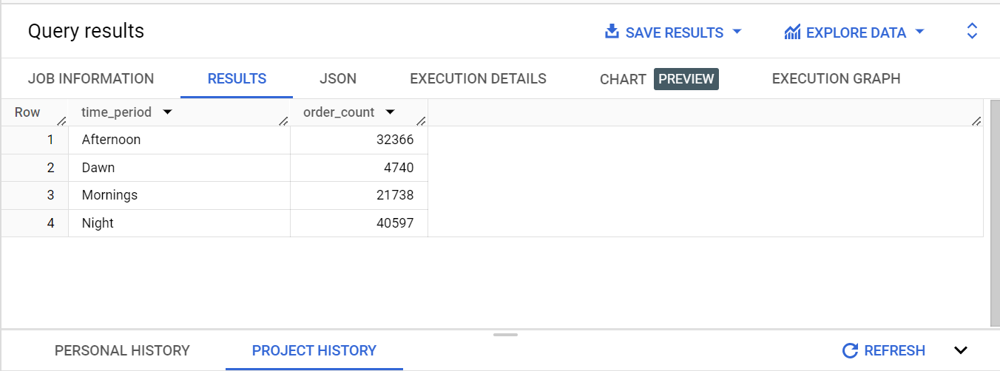 Query results SAVE RESULTS EXPLORE DATA
JOB INFORMATION RESULTS JSON EXECUTION DETAILS CHART PREVIEW EXECUTION GRAPH
Row time_period order_count
1 Afternoon 32366
2 Dawn 4740
3 Mornings 21738
4 Night 40597
PERSONAL HISTORY PROJECT HISTORY REFRESH